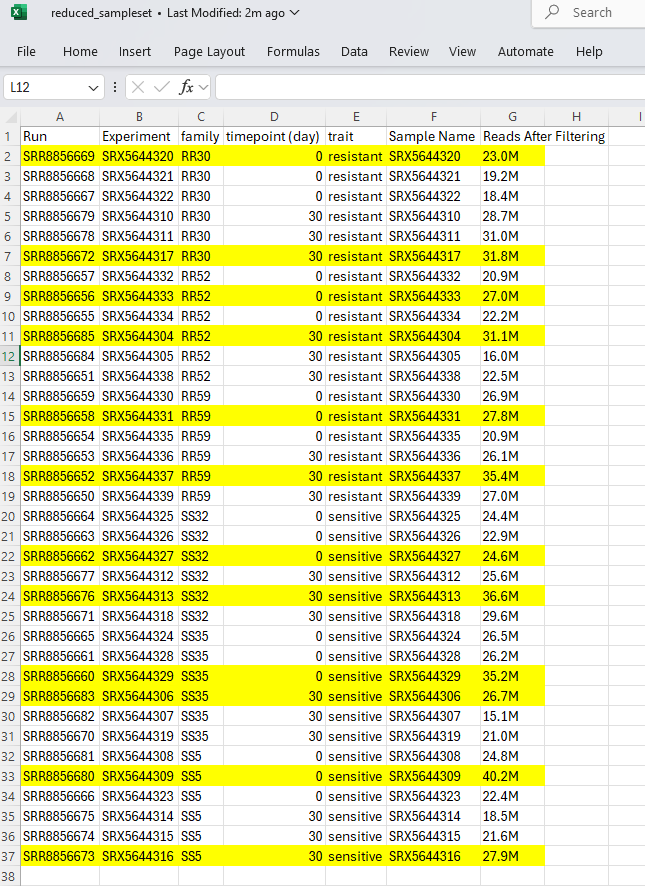 reduced_sampleset • Last Modified: 2m ago
Search
File Home Insert Page Layout Formulas Data Review View Automate Help
L12 fx
A B C D E F G H I
1 Run Experiment family timepoint (day) trait Sample Name Reads After Filtering
2 SRR8856669 SRX5644320 RR30 0 resistant SRX5644320 23.0M
3 SRR8856668 SRX5644321 RR30 0 resistant SRX5644321 19.2M
4 SRR8856667 SRX5644322 RR30 0 resistant SRX5644322 18.4M
5 SRR8856679 SRX5644310 RR30 30 resistant SRX5644310 28.7M
6 SRR8856678 SRX5644311 RR30 30 resistant SRX5644311 31.0M
7 SRR8856672 SRX5644317 RR30 30 resistant SRX5644317 31.8M
8 SRR8856657 SRX5644332 RR52 0 resistant SRX5644332 20.9M
9 SRR8856656 SRX5644333 RR52 0 resistant SRX5644333 27.0M
10 SRR8856655 SRX5644334 RR52 0 resistant SRX5644334 22.2M
11 SRR8856685 SRX5644304 RR52 30 resistant SRX5644304 31.1M
12 SRR8856684 SRX5644305 RR52 30 resistant SRX5644305 16.0M
13 SRR8856651 SRX5644338 RR52 30 resistant SRX5644338 22.5M
14 SRR8856659 SRX5644330 RR59 0 resistant SRX5644330 26.9M
15 SRR8856658 SRX5644331 RR59 0 resistant SRX5644331 27.8M
16 SRR8856654 SRX5644335 RR59 0 resistant SRX5644335 20.9M
17 SRR8856653 SRX5644336 RR59 30 resistant SRX5644336 26.1M
18 SRR8856652 SRX5644337 RR59 30 resistant SRX5644337 35.4M
19 SRR8856650 SRX5644339 RR59 30 resistant SRX5644339 27.0M
20 SRR8856664 SRX5644325 SS32 0 sensitive SRX5644325 24.4M
21 SRR8856663 SRX5644326 SS32 0 sensitive SRX5644326 22.9M
22 SRR8856662 SRX5644327 SS32 0 sensitive SRX5644327 24.6M
23 SRR8856677 SRX5644312 SS32 30 sensitive SRX5644312 25.6M
24 SRR8856676 SRX5644313 SS32 30 sensitive SRX5644313 36.6M
25 SRR8856671 SRX5644318 SS32 30 sensitive SRX5644318 29.6M
26 SRR8856665 SRX5644324 SS35 0 sensitive SRX5644324 26.5M
27 SRR8856661 SRX5644328 SS35 0 sensitive SRX5644328 26.2M
28 SRR8856660 SRX5644329 SS35 0 sensitive SRX5644329 35.2M
29 SRR8856683 SRX5644306 SS35 30 sensitive SRX5644306 26.7M
30 SRR8856682 SRX5644307 SS35 30 sensitive SRX5644307 15.1M
31 SRR8856670 SRX5644319 SS35 30 sensitive SRX5644319 21.0M
32 SRR8856681 SRX5644308 SS5 0 sensitive SRX5644308 24.8M
33 SRR8856680 SRX5644309 SS5 0 sensitive SRX5644309 40.2M
34 SRR8856666 SRX5644323 SS5 0 sensitive SRX5644323 22.4M
35 SRR8856675 SRX5644314 SS5 30 sensitive SRX5644314 18.5M
36 SRR8856674 SRX5644315 SS5 30 sensitive SRX5644315 21.6M
37 SRR8856673 SRX5644316 SS5 30 sensitive SRX5644316 27.9M
38